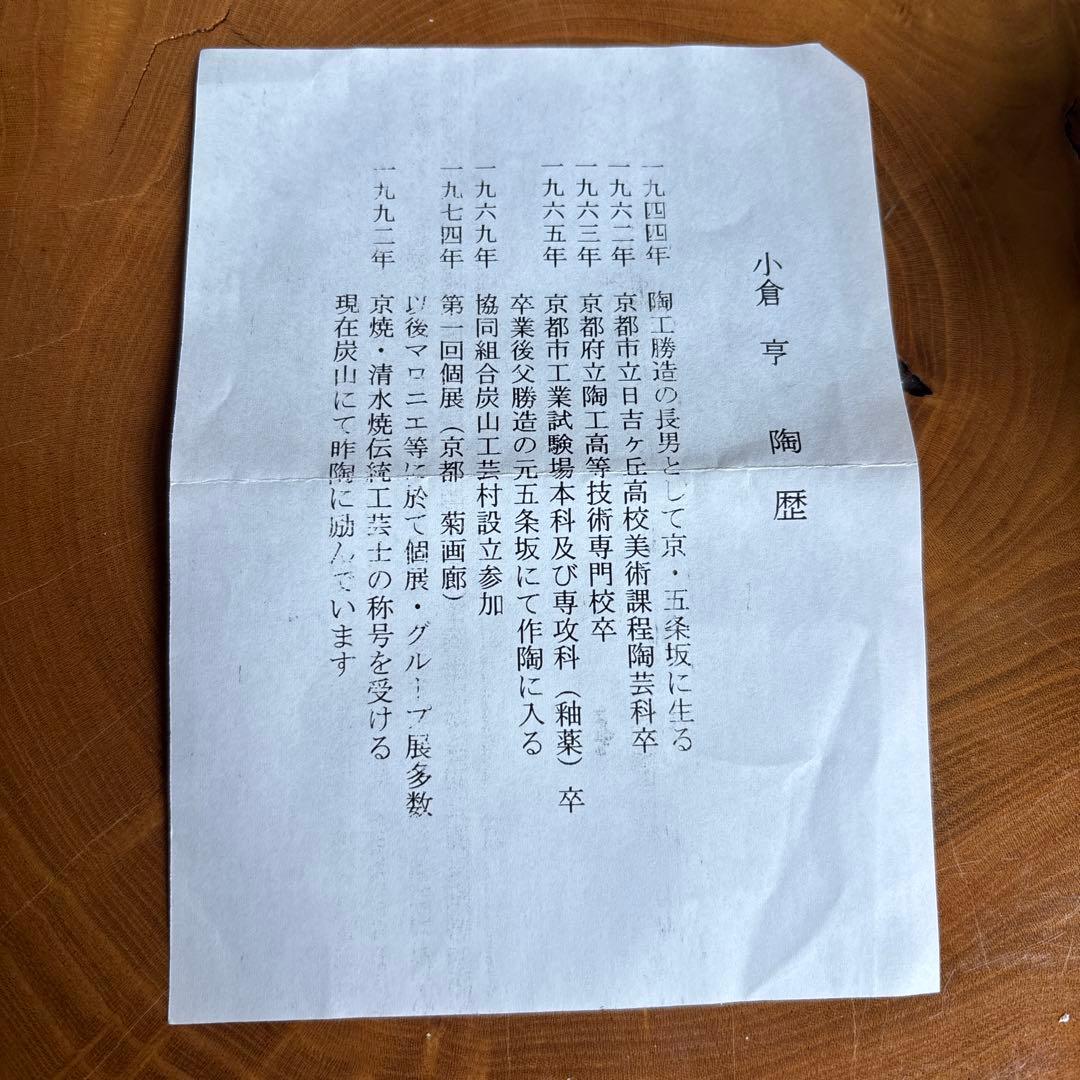 小倉 亨 陶歴
一九四四年 陶工勝造の長男として京・五条坂に生る
一九六二年 京都市立日吉ヶ丘高校美術課程陶芸科卒
一九六三年 京都府立陶工高等技術専門校卒
一九六五年 京都市工業試験場本科及び専攻科（釉薬）卒
卒業後父勝造の元五条坂にて作陶に入る
一九六九年 協同組合炭山工芸村設立参加
一九七四年 第一回個展（京都 菊画廊）
以後マロニエ等に於て個展・グループ展多数
一九九二年 京焼・清水焼伝統工芸士の称号を受ける
現在炭山にて昨陶に励んでいます